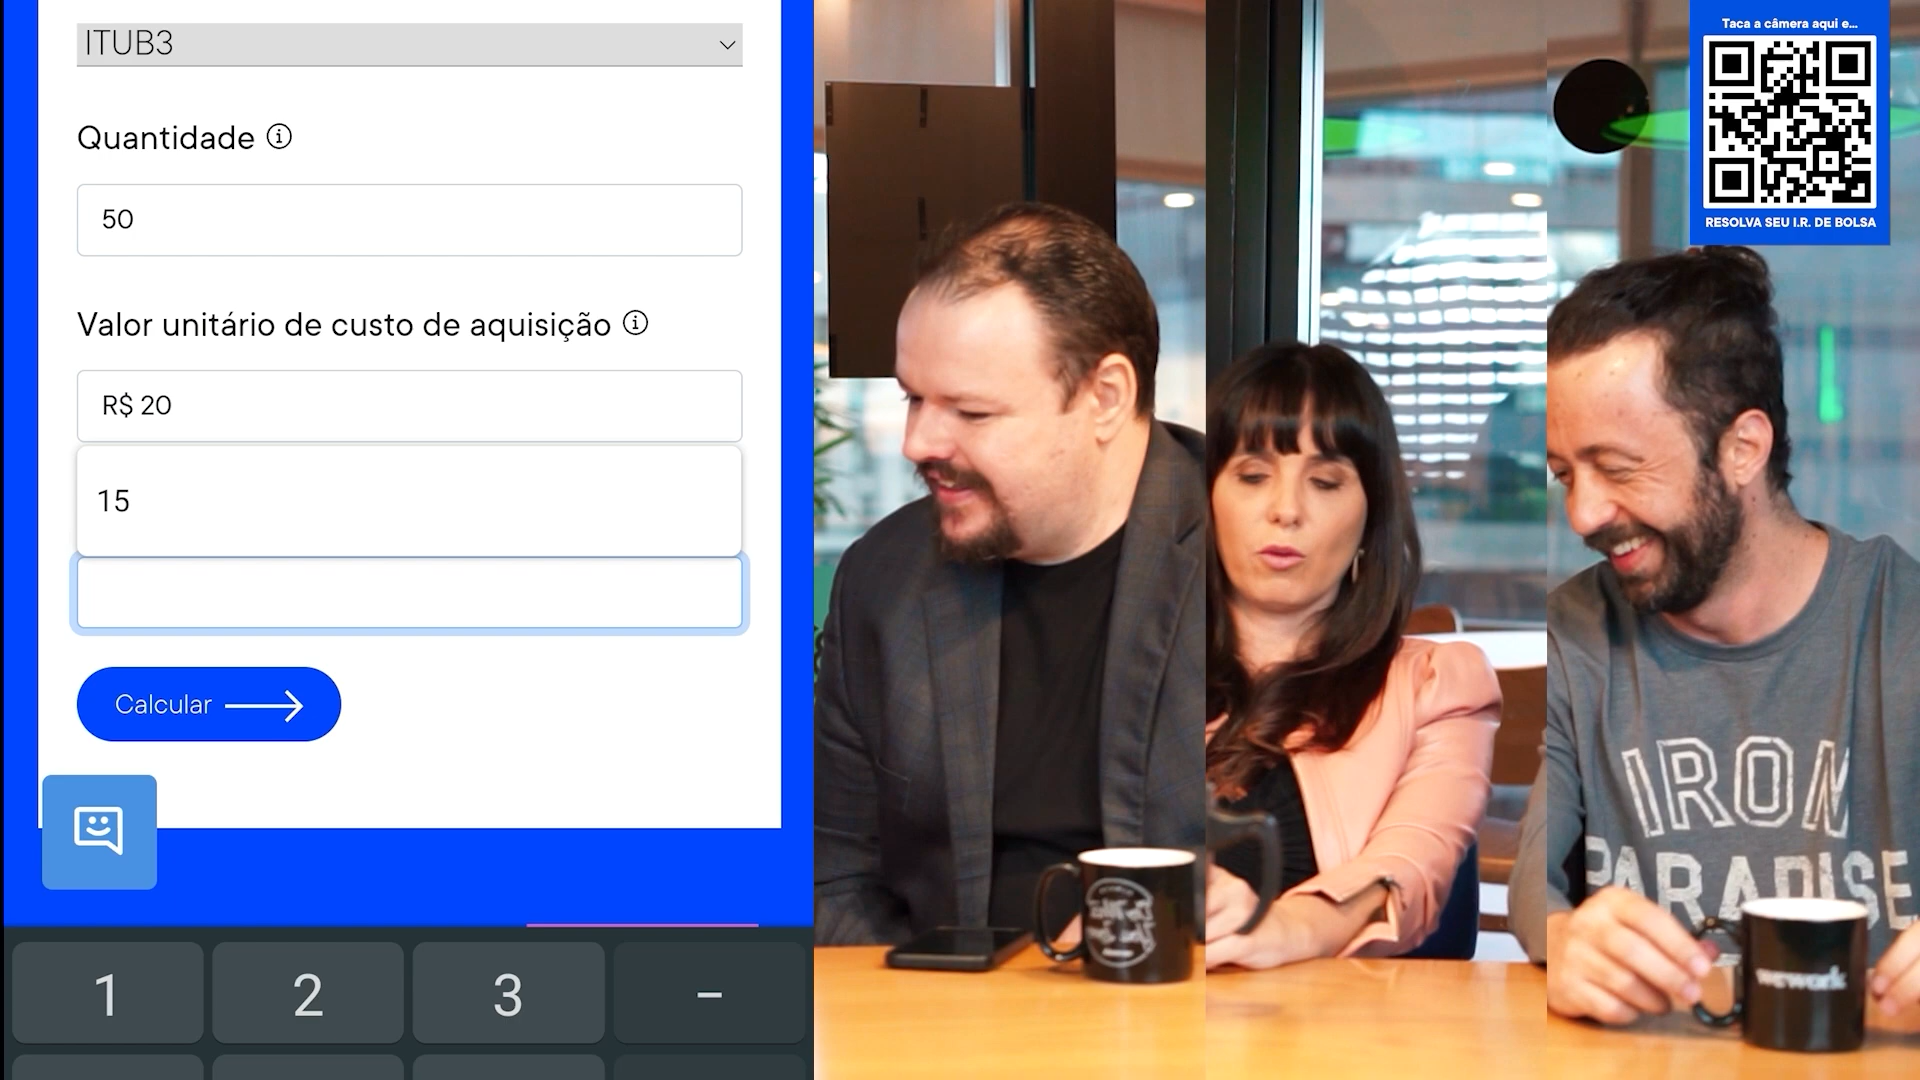 ITUB3
Quantidade
50
Valor unitário de custo de aquisição
R$ 20
15
Calcular
1
2
3
-
Taca a câmera aqui e...
RESOLVA SEU I.R. DE BOLSA
IRON
PARADISE
wework